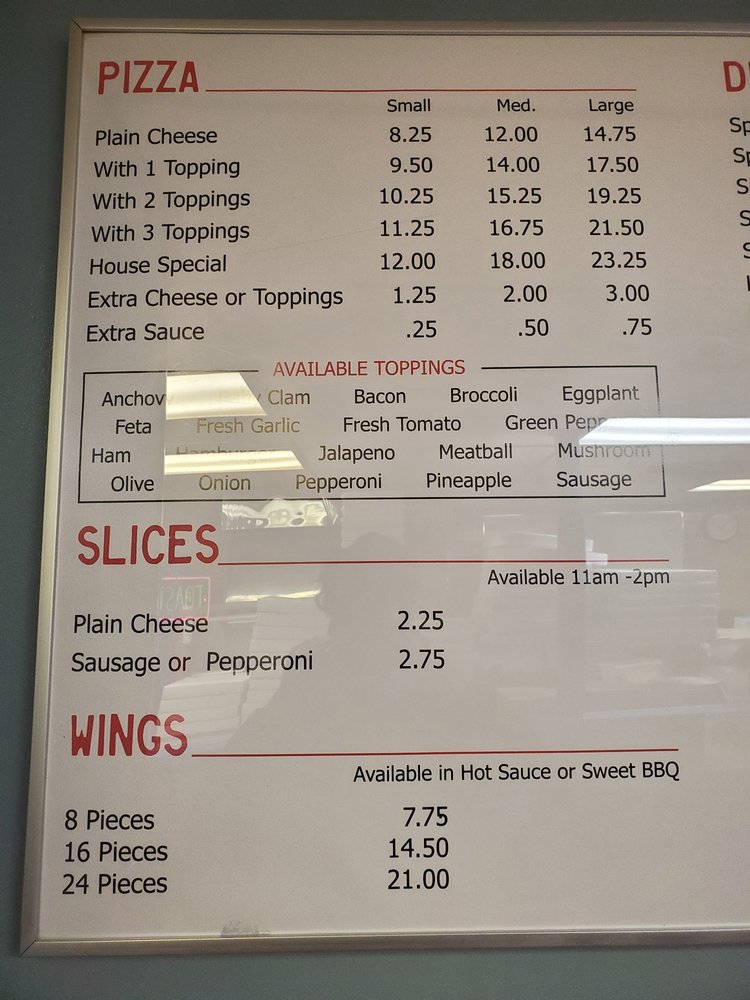 PIZZA
Small Med. Large
Plain Cheese 8.25 12.00 14.75
With 1 Topping 9.50 14.00 17.50
With 2 Toppings 10.25 15.25 19.25
With 3 Toppings 11.25 16.75 21.50
House Special 12.00 18.00 23.25
Extra Cheese or Toppings 1.25 2.00 3.00
Extra Sauce .25 .50 .75
AVAILABLE TOPPINGS
Anchovy Clam Bacon Broccoli Eggplant
Feta Fresh Garlic Fresh Tomato Green Pepper
Ham Hamburger Jalapeno Meatball Mushroom
Olive Onion Pepperoni Pineapple Sausage
SLICES
Available 11am -2pm
Plain Cheese 2.25
Sausage or Pepperoni 2.75
WINGS
Available in Hot Sauce or Sweet BBQ
8 Pieces 7.75
16 Pieces 14.50
24 Pieces 21.00